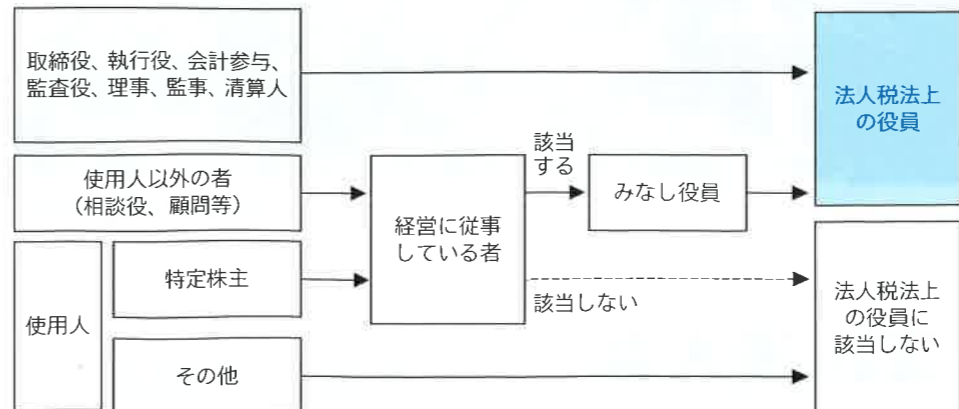 取締役、執行役、会計参与、
監査役、理事、監事、清算人
使用人以外の者
（相談役、顧問等）
使用人
特定株主
その他
経営に従事
している者
該当
する
みなし役員
該当しない
法人税法上
の役員
法人税法上
の役員に
該当しない